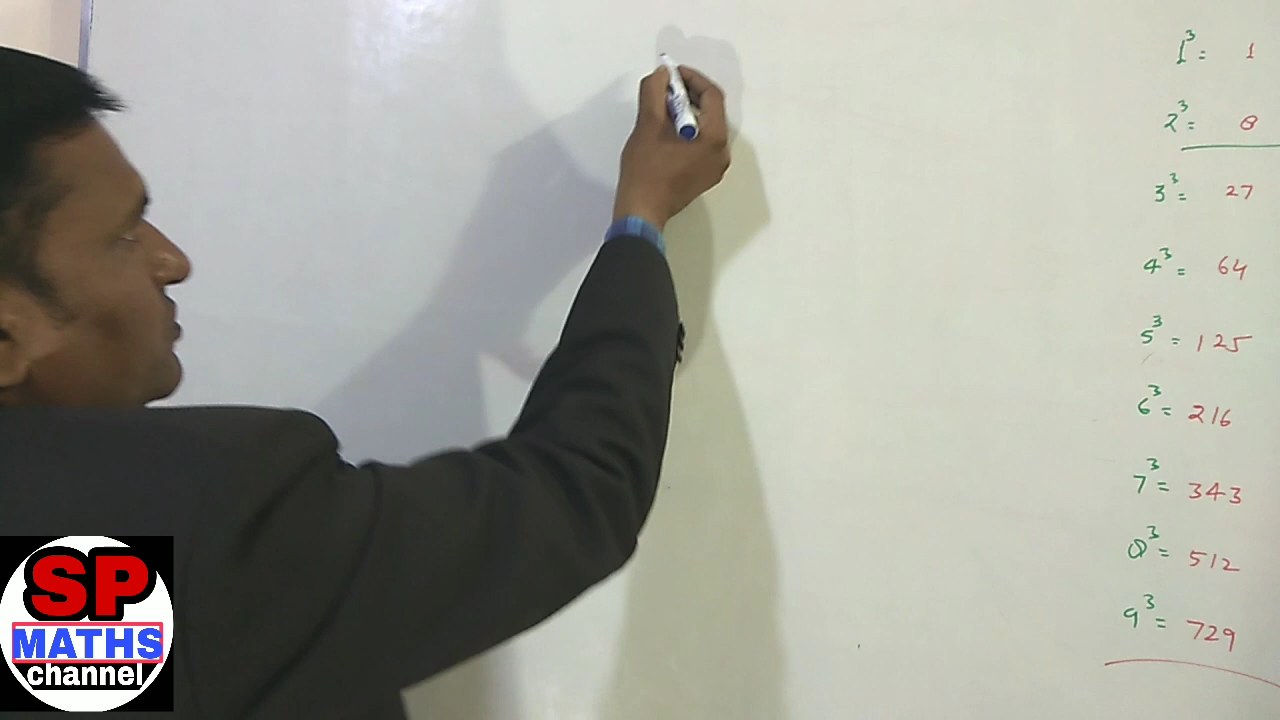 1³ = 1
2³ = 8
3³ = 27
4³ = 64
5³ = 125
6³ = 216
7³ = 343
8³ = 512
9³ = 729
SP
MATHS
channel